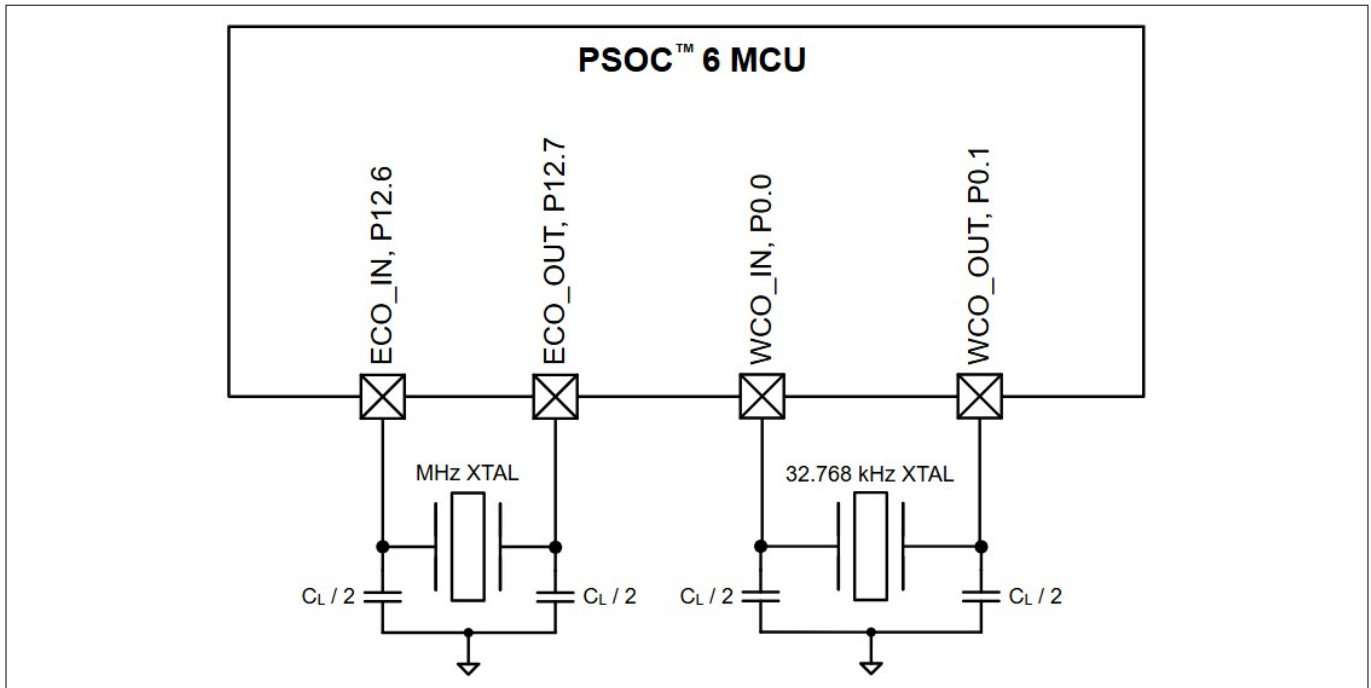 PSOC™ 6 MCU
ECO_IN, P12.6
ECO_OUT, P12.7
WCO_IN, P0.0
WCO_OUT, P0.1
MHz XTAL
32.768 kHz XTAL
CL / 2
CL / 2
CL / 2
CL / 2